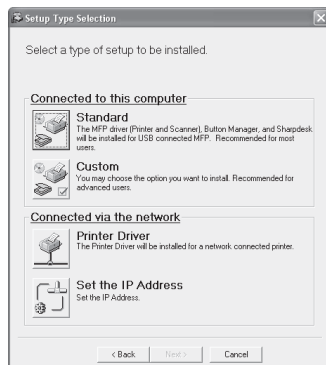 Setup Type Selection
Select a type of setup to be installed.
Connected to this computer
Standard
The MFP driver (Printer and Scanner), Button Manager, and Sharpdesk
will be installed for USB connected MFP. Recommended for most
users.
Custom
You may choose the option you want to install. Recommended for
advanced users.
Connected via the network
Printer Driver
The Printer Driver will be installed for a network connected printer.
Set the IP Address
Set the IP Address.
< Back
Next >
Cancel